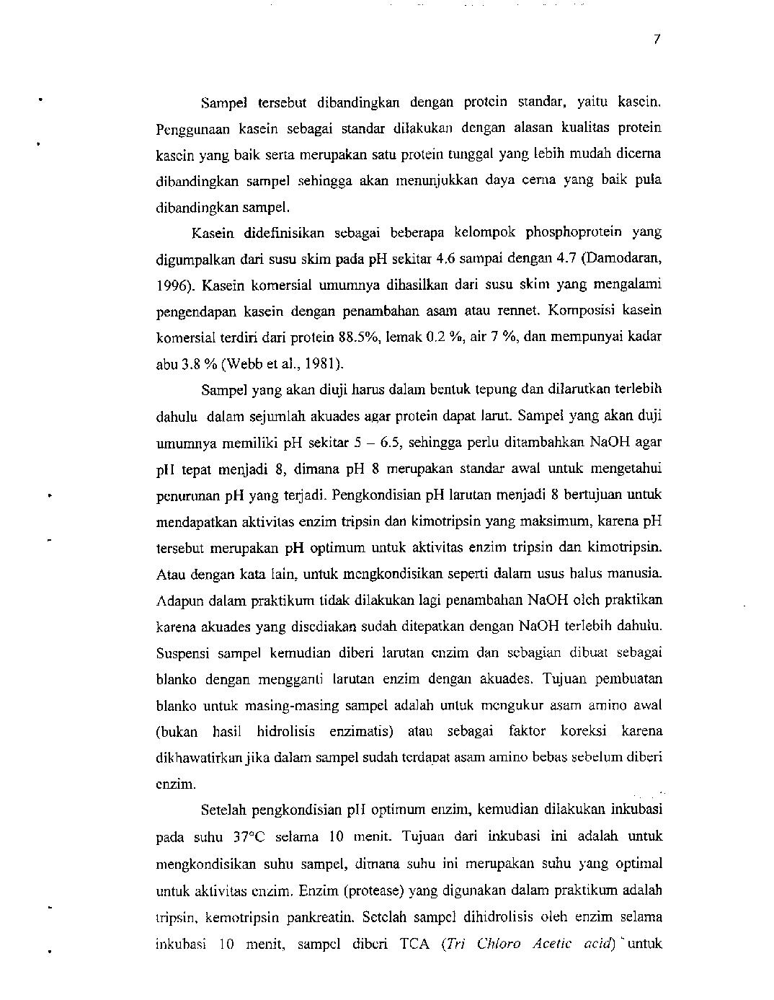 7
Sampel tersebut dibandingkan dengan protein standar, yaitu kasein.
Penggunaan kasein sebagai standar dilakukan dengan alasan kualitas protein
kasein yang baik serta merupakan satu protein tunggal yang lebih mudah dicerna
dibandingkan sampel sehingga akan menunjukkan daya cerna yang baik pula
dibandingkan sampel.
Kasein didefinisikan sebagai beberapa kelompok phosphoprotein yang
digumpalkan dari susu skim pada pH sekitar 4.6 sampai dengan 4.7 (Damodaran,
1996). Kasein komersial umumnya dihasilkan dari susu skim yang mengalami
pengendapan kasein dengan penambahan asam atau rennet. Komposisi kasein
komersial terdiri dari protein 88.5%, lemak 0.2 %, air 7 %, dan mempunyai kadar
abu 3.8 % (Webb et al., 1981).
Sampel yang akan diuji harus dalam bentuk tepung dan dilarutkan terlebih
dahulu dalam sejumlah akuades agar protein dapat larut. Sampel yang akan duji
umumnya memiliki pH sekitar 5 – 6.5, sehingga perlu ditambahkan NaOH agar
pH tepat menjadi 8, dimana pH 8 merupakan standar awal untuk mengetahui
penurunan pH yang terjadi. Pengkondisian pH larutan menjadi 8 bertujuan untuk
mendapatkan aktivitas enzim tripsin dan kimotripsin yang maksimum, karena pH
tersebut merupakan pH optimum untuk aktivitas enzim tripsin dan kimotripsin.
Atau dengan kata lain, untuk mengkondisikan seperti dalam usus halus manusia.
Adapun dalam praktikum tidak dilakukan lagi penambahan NaOH oleh praktikan
karena akuades yang disediakan sudah ditepatkan dengan NaOH terlebih dahulu.
Suspensi sampel kemudian diberi larutan enzim dan sebagian dibuat sebagai
blanko dengan mengganti larutan enzim dengan akuades. Tujuan pembuatan
blanko untuk masing-masing sampel adalah untuk mengukur asam amino awal
(bukan hasil hidrolisis enzimatis) atau sebagai faktor koreksi karena
dikhawatirkan jika dalam sampel sudah terdapat asam amino bebas sebelum diberi
enzim.
Setelah pengkondisian pH optimum enzim, kemudian dilakukan inkubasi
pada suhu 37°C selama 10 menit. Tujuan dari inkubasi ini adalah untuk
mengkondisikan suhu sampel, dimana suhu ini merupakan suhu yang optimal
untuk aktivitas enzim. Enzim (protease) yang digunakan dalam praktikum adalah
tripsin, kemotripsin pankreatin. Setelah sampel dihidrolisis oleh enzim selama
inkubasi 10 menit, sampel diberi TCA (Tri Chloro Acetic acid) untuk